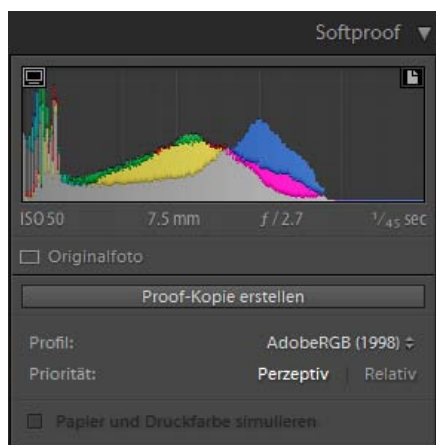 Softproof
ISO 50 7.5 mm f / 2.7 1/45 sec
Originalfoto
Proof-Kopie erstellen
Profil: AdobeRGB (1998)
Priorität: Perzeptiv Relativ
Papier und Druckfarbe simulieren